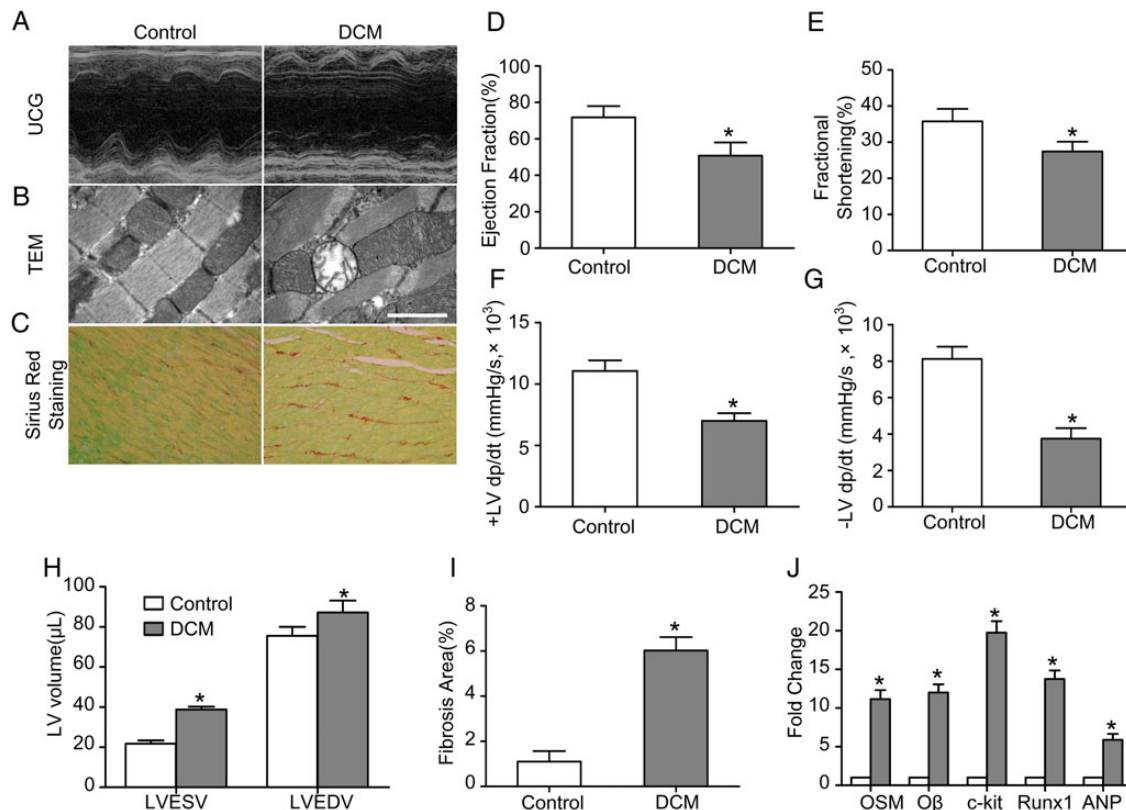 A
Control
DCM
UCG
B
TEM
C
Sirius Red
Staining
D
Ejection Fraction(%)
100
80
60
40
20
0
*
Control
DCM
E
Fractional
Shortening(%)
50
40
30
20
10
0
*
Control
DCM
F
+LV dp/dt (mmHg/s,× 10³)
15
10
5
0
*
Control
DCM
G
-LV dp/dt (mmHg/s,× 10³)
10
8
6
4
2
0
*
Control
DCM
H
LV volume(µL)
100
80
60
40
20
0
Control
DCM
*
*
LVESV
LVEDV
I
Fibrosis Area(%)
8
6
4
2
0
*
Control
DCM
J
Fold Change
25
20
15
10
5
0
*
*
*
*
*
OSM
Oβ
c-kit
Runx1
ANP